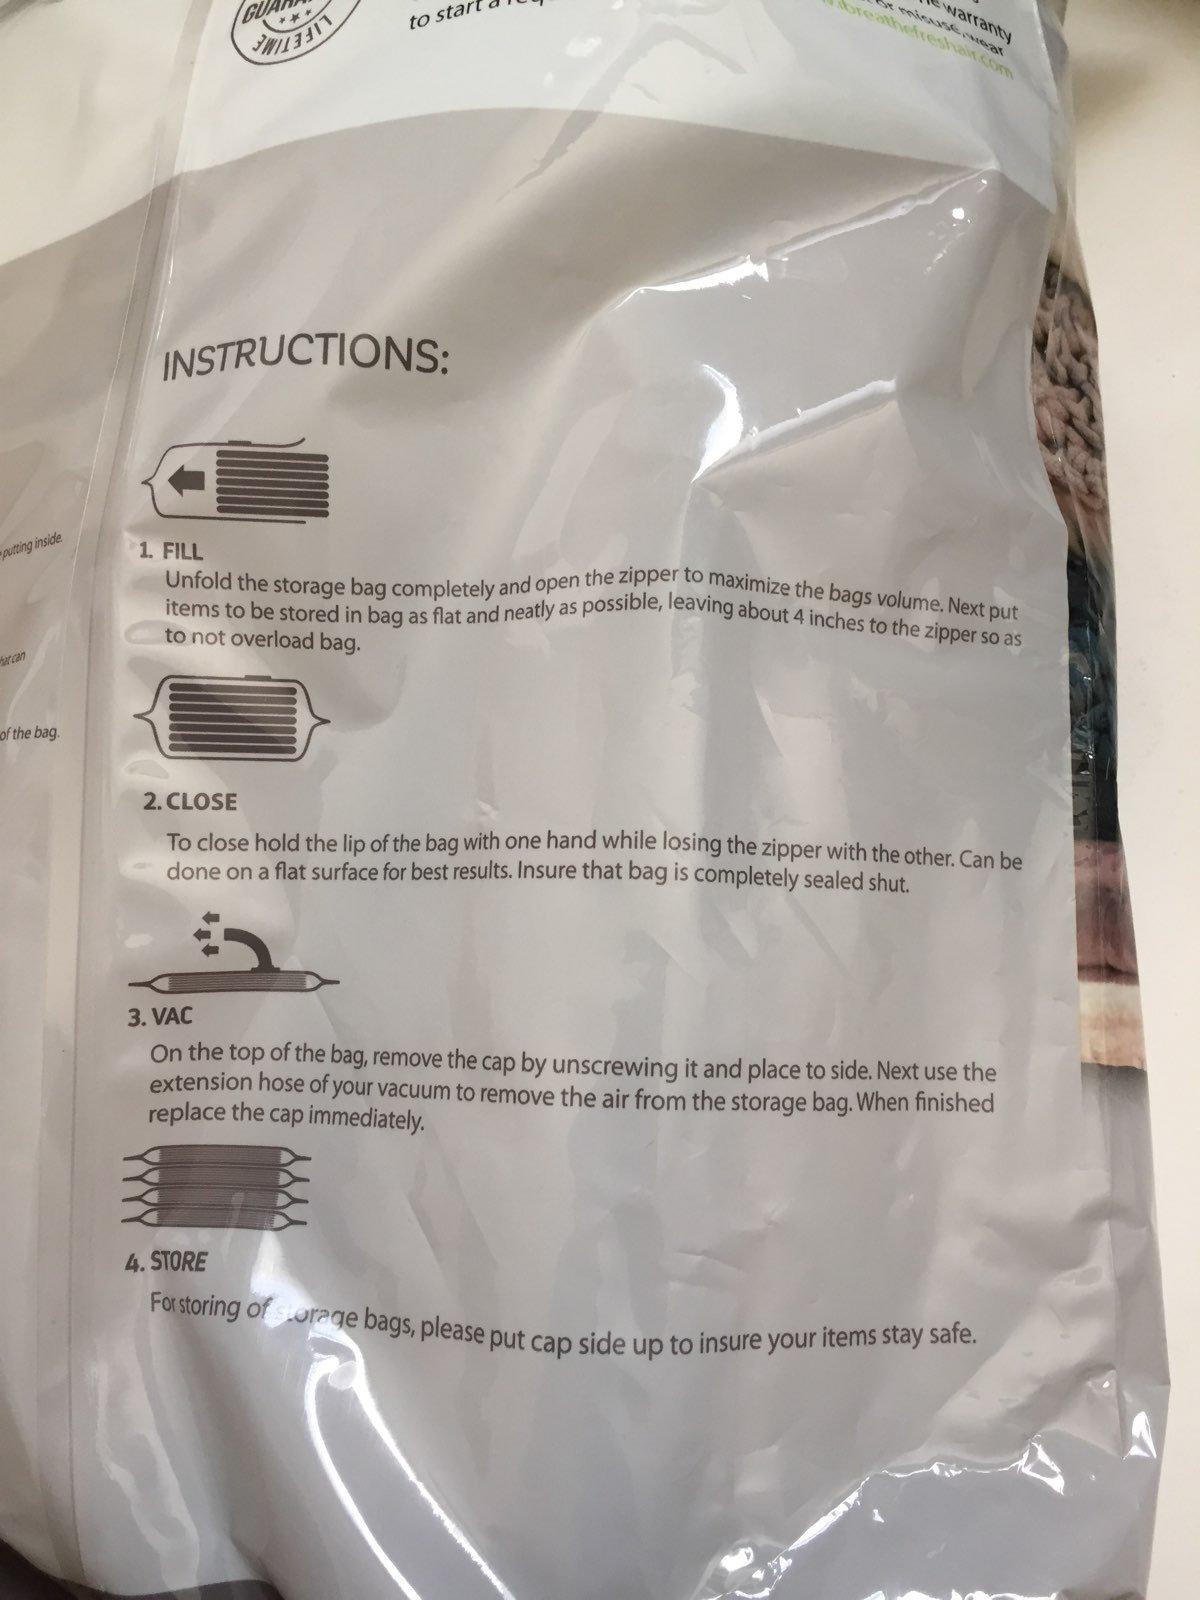 LIFETIME
to start a
warranty
or misuse, wear
ibreathefreshair.com
INSTRUCTIONS:
putting inside.
hat can
of the bag.
1. FILL
Unfold the storage bag completely and open the zipper to maximize the bags volume. Next put
items to be stored in bag as flat and neatly as possible, leaving about 4 inches to the zipper so as
to not overload bag.
2. CLOSE
To close hold the lip of the bag with one hand while losing the zipper with the other. Can be
done on a flat surface for best results. Insure that bag is completely sealed shut.
3. VAC
On the top of the bag, remove the cap by unscrewing it and place to side. Next use the
extension hose of your vacuum to remove the air from the storage bag. When finished
replace the cap immediately.
4. STORE
For storing of storage bags, please put cap side up to insure your items stay safe.